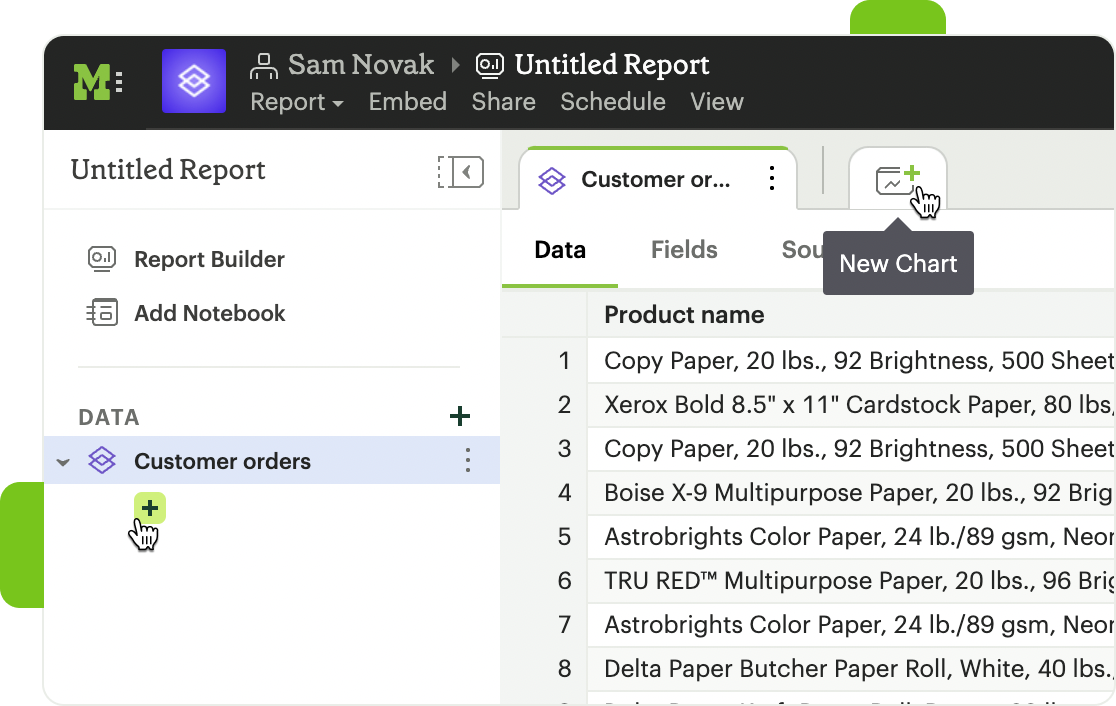 M
Sam Novak Untitled Report
Report Embed Share Schedule View
Untitled Report
Customer or...
Report Builder
Add Notebook
DATA
Customer orders
New Chart
Data Fields Sou
Product name
1 Copy Paper, 20 lbs., 92 Brightness, 500 Sheet
2 Xerox Bold 8.5" x 11" Cardstock Paper, 80 lbs,
3 Copy Paper, 20 lbs., 92 Brightness, 500 Sheet
4 Boise X-9 Multipurpose Paper, 20 lbs., 92 Brig
5 Astrobrights Color Paper, 24 lb./89 gsm, Neon
6 TRU RED™ Multipurpose Paper, 20 lbs., 96 Brig
7 Astrobrights Color Paper, 24 lb./89 gsm, Neon
8 Delta Paper Butcher Paper Roll, White, 40 lbs.,